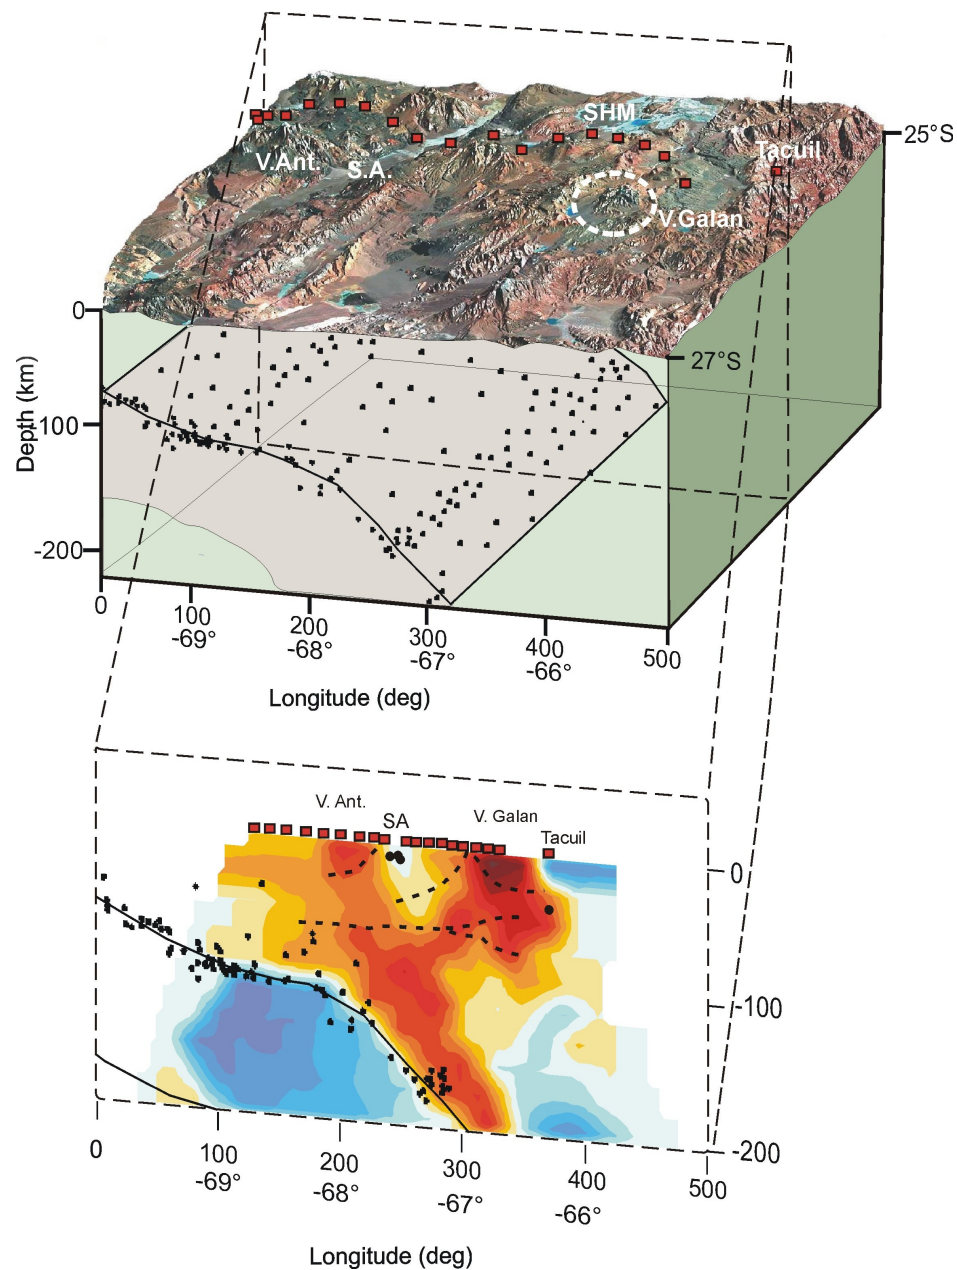 SHM
25°S
Tacuil
V.Ant.
S.A.
V.Galan
0
27°S
Depth (km)
-100
-200
0
100
200
300
400
500
-69°
-68°
-67°
-66°
Longitude (deg)
V. Ant.
SA
V. Galan
Tacuil
0
-100
-200
0
100
200
300
400
500
-69°
-68°
-67°
-66°
Longitude (deg)